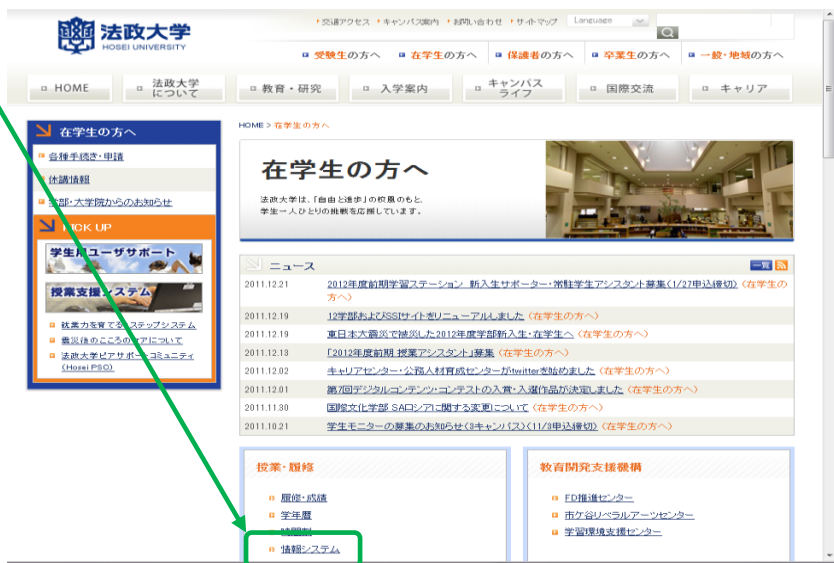 法政大学
HOSEI UNIVERSITY
交通アクセス キャンパス案内 お問い合わせ サイトマップ Language
受験生の方へ 在学生の方へ 保護者の方へ 卒業生の方へ 一般・地域の方へ
HOME 法政大学について 教育・研究 入学案内 キャンパスライフ 国際交流 キャリア
在学生の方へ
各種手続き・申請
休講情報
学部・大学院からのお知らせ
PICK UP
学生用ユーザサポート
授業支援システム
就業力を育てる3ステップシステム
震災後のこころのケアについて
法政大学ピアサポートコミュニティ
(Hosei PSC)
HOME > 在学生の方へ
在学生の方へ
法政大学は、「自由と進歩」の校風のもと、
学生一人ひとりの挑戦を応援しています。
ニュース 一覧
2011.12.21 2012年度前期学習ステーション 新入生サポーター・常駐学生アシスタント募集(1/27申込締切) (在学生の
方へ)
2011.12.19 12学部およびSSIサイトをリニューアルしました (在学生の方へ)
2011.12.19 東日本大震災で被災した2012年度学部新入生・在学生へ (在学生の方へ)
2011.12.13 「2012年度前期 授業アシスタント」募集 (在学生の方へ)
2011.12.02 キャリアセンター・公務人材育成センターがtwitterを始めました (在学生の方へ)
2011.12.01 第7回デジタルコンテンツ・コンテストの入賞・入選作品が決定しました (在学生の方へ)
2011.11.30 国際文化学部 SAロシアに関する変更について (在学生の方へ)
2011.10.21 学生モニターの募集のお知らせ(3キャンパス)(11/3申込締切) (在学生の方へ)
授業・履修
履修・成績
学年暦
時間割
情報システム
教育開発支援機構
FD推進センター
市ケ谷リベラルアーツセンター
学習環境支援センター